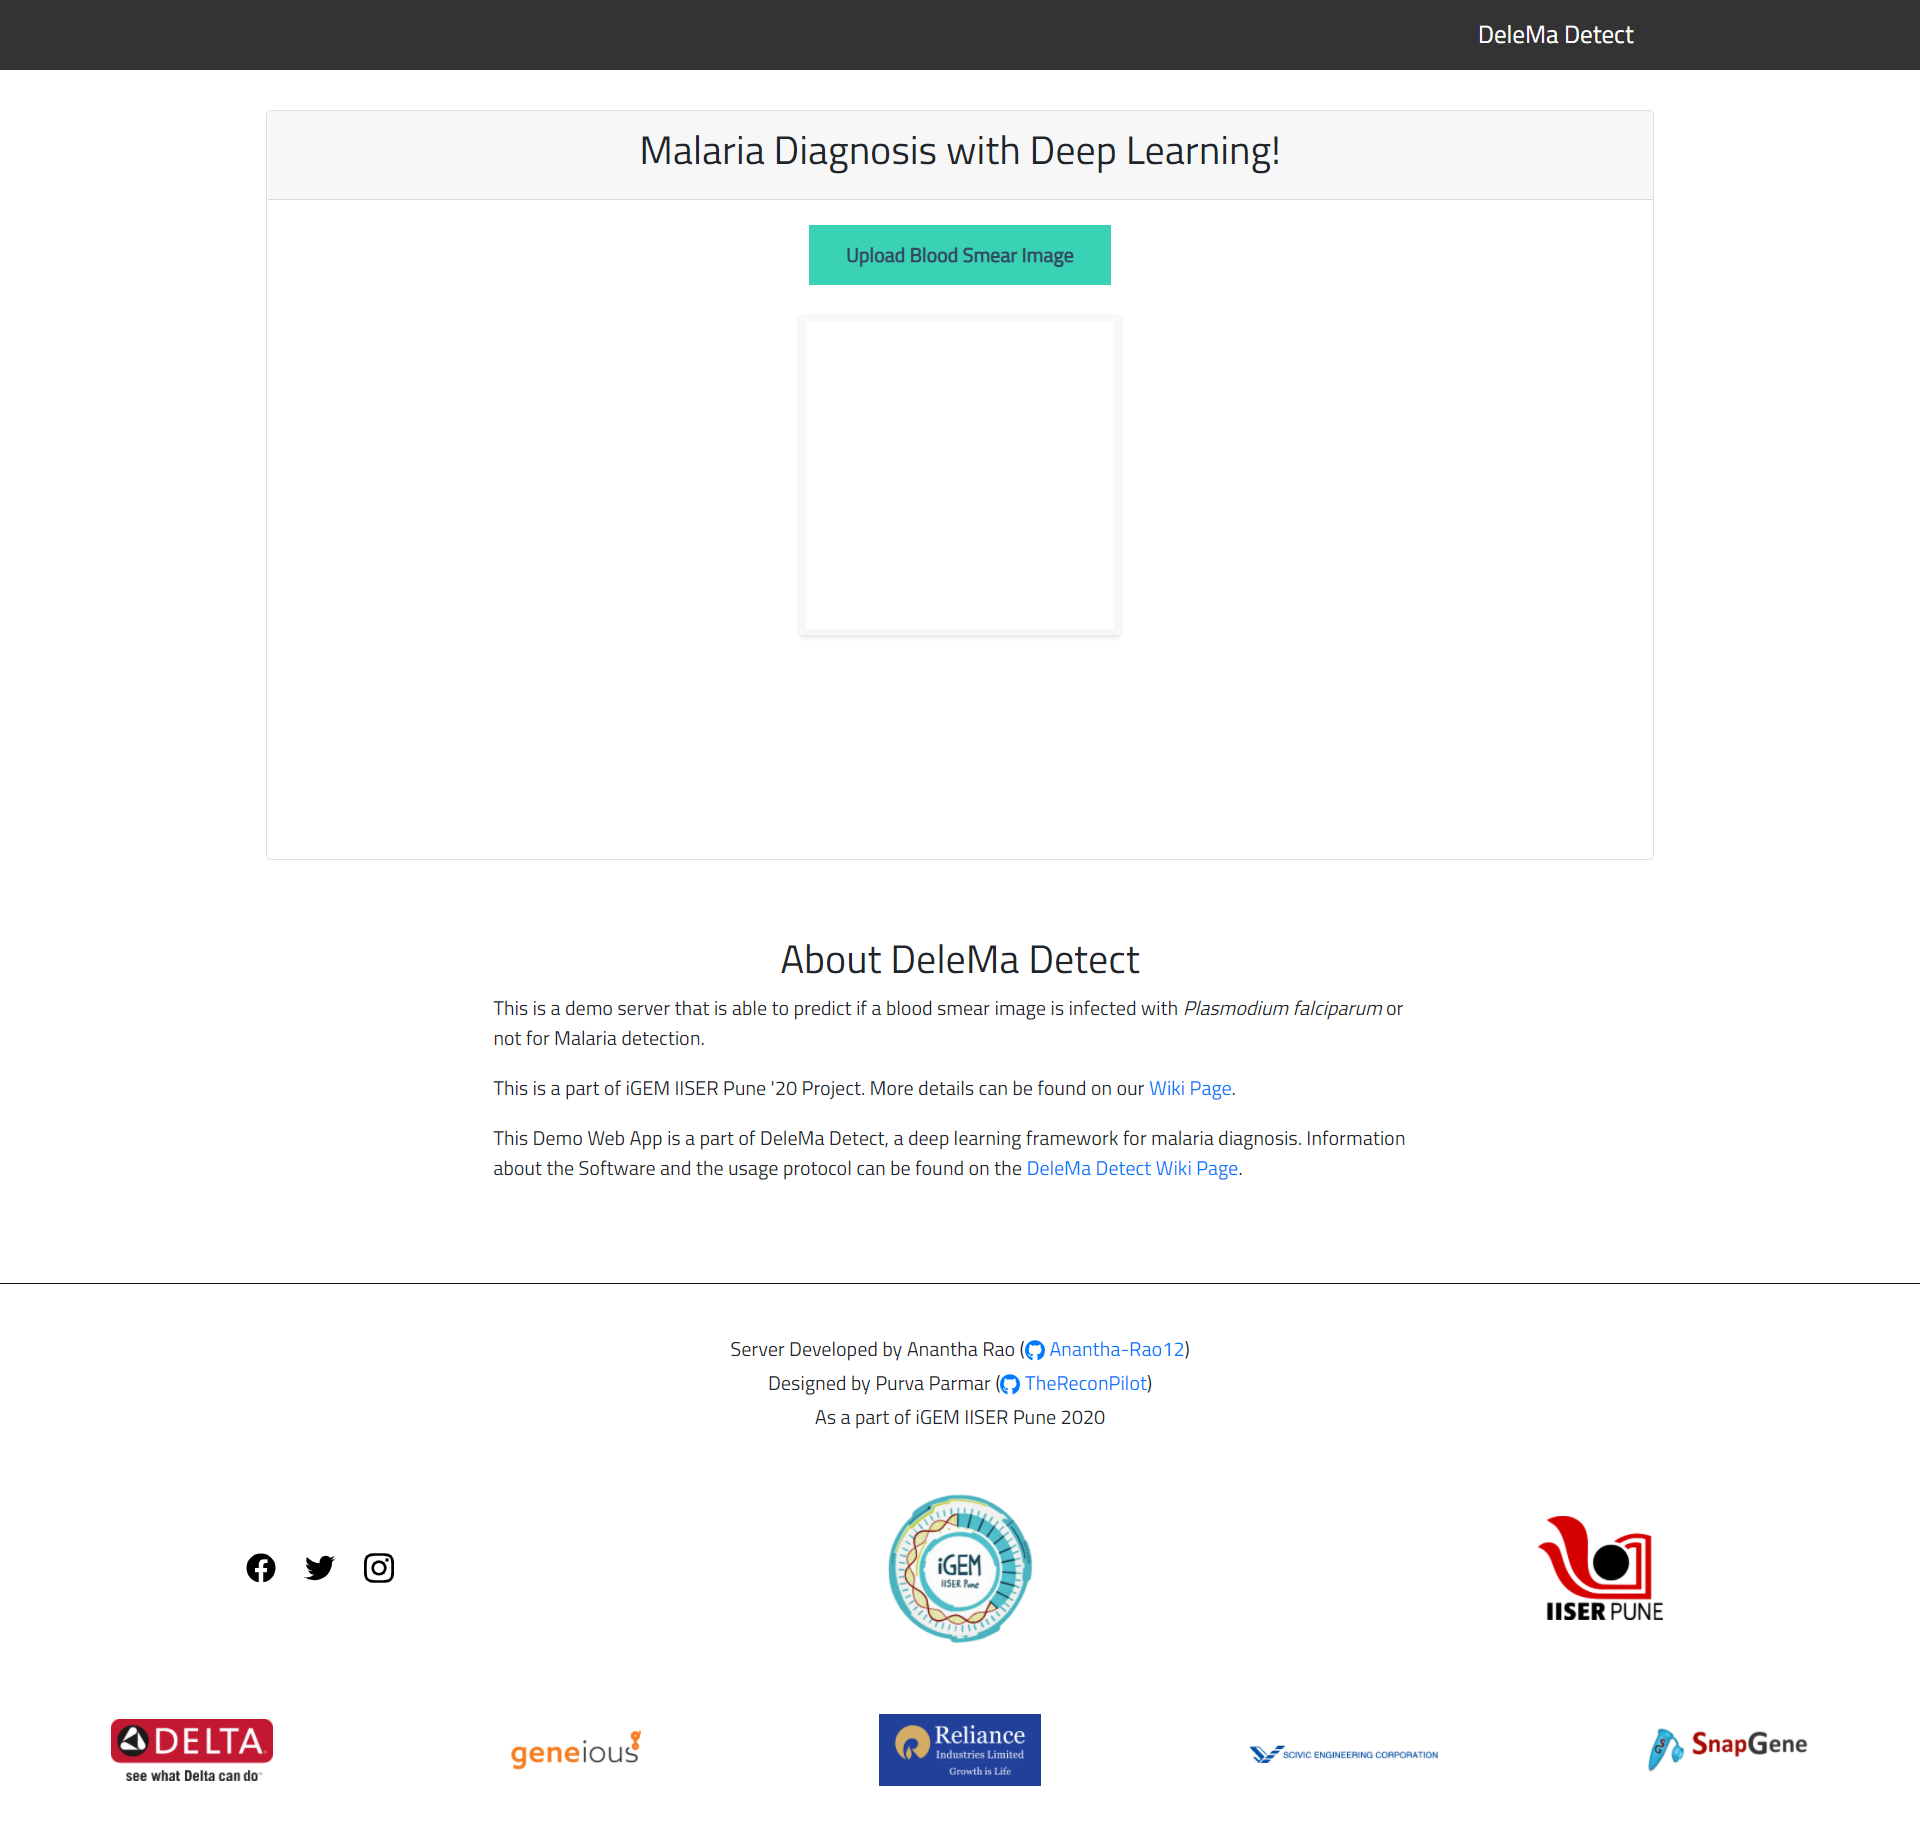 DeleMa Detect
Malaria Diagnosis with Deep Learning!
Upload Blood Smear Image
About DeleMa Detect
This is a demo server that is able to predict if a blood smear image is infected with Plasmodium falciparum or
not for Malaria detection.
This is a part of iGEM IISER Pune '20 Project. More details can be found on our Wiki Page.
This Demo Web App is a part of DeleMa Detect, a deep learning framework for malaria diagnosis. Information
about the Software and the usage protocol can be found on the DeleMa Detect Wiki Page.
Server Developed by Anantha Rao ( Anantha-Rao12)
Designed by Purva Parmar ( TheReconPilot)
As a part of iGEM IISER Pune 2020
iGEM
IISER Pune
IISER PUNE
DELTA
see what Delta can do™
geneious
Reliance
Industries Limited
Growth is Life
SCIVIC ENGINEERING CORPORATION
SnapGene